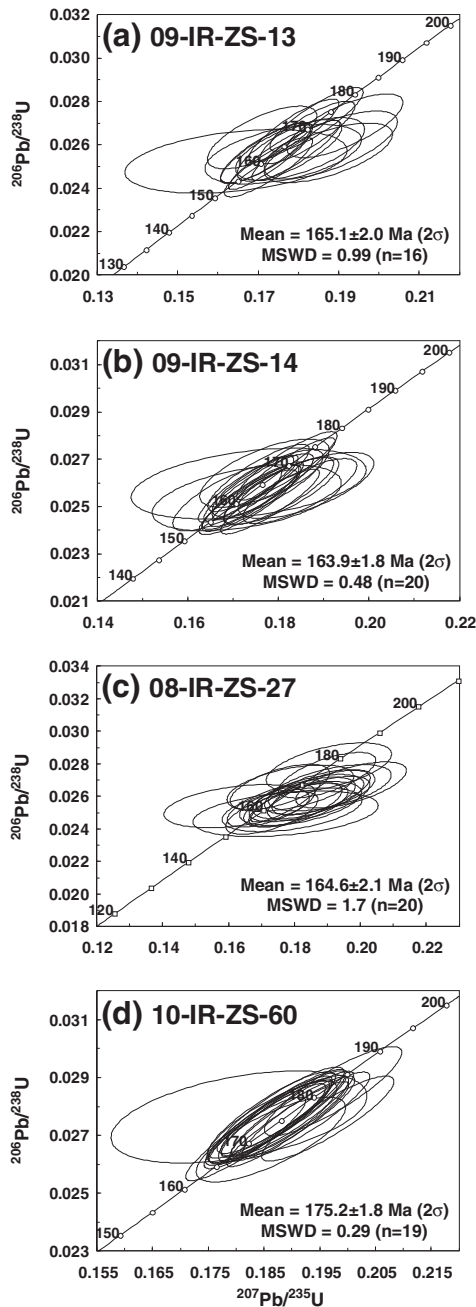 (a) 09-IR-ZS-13
0.032
0.030
0.028
0.026
0.024
0.022
0.020
206Pb/238U
200
190
180
170
160
150
140
130
Mean = 165.1±2.0 Ma (2σ)
MSWD = 0.99 (n=16)
0.13 0.15 0.17 0.19 0.21
(b) 09-IR-ZS-14
0.031
0.029
0.027
0.025
0.023
0.021
206Pb/238U
200
190
180
170
160
150
140
Mean = 163.9±1.8 Ma (2σ)
MSWD = 0.48 (n=20)
0.14 0.16 0.18 0.20 0.22
(c) 08-IR-ZS-27
0.034
0.032
0.030
0.028
0.026
0.024
0.022
0.020
0.018
206Pb/238U
200
180
160
140
120
Mean = 164.6±2.1 Ma (2σ)
MSWD = 1.7 (n=20)
0.12 0.14 0.16 0.18 0.20 0.22
(d) 10-IR-ZS-60
0.031
0.029
0.027
0.025
0.023
206Pb/238U
200
190
180
170
160
150
Mean = 175.2±1.8 Ma (2σ)
MSWD = 0.29 (n=19)
0.155 0.165 0.175 0.185 0.195 0.205 0.215
207Pb/235U